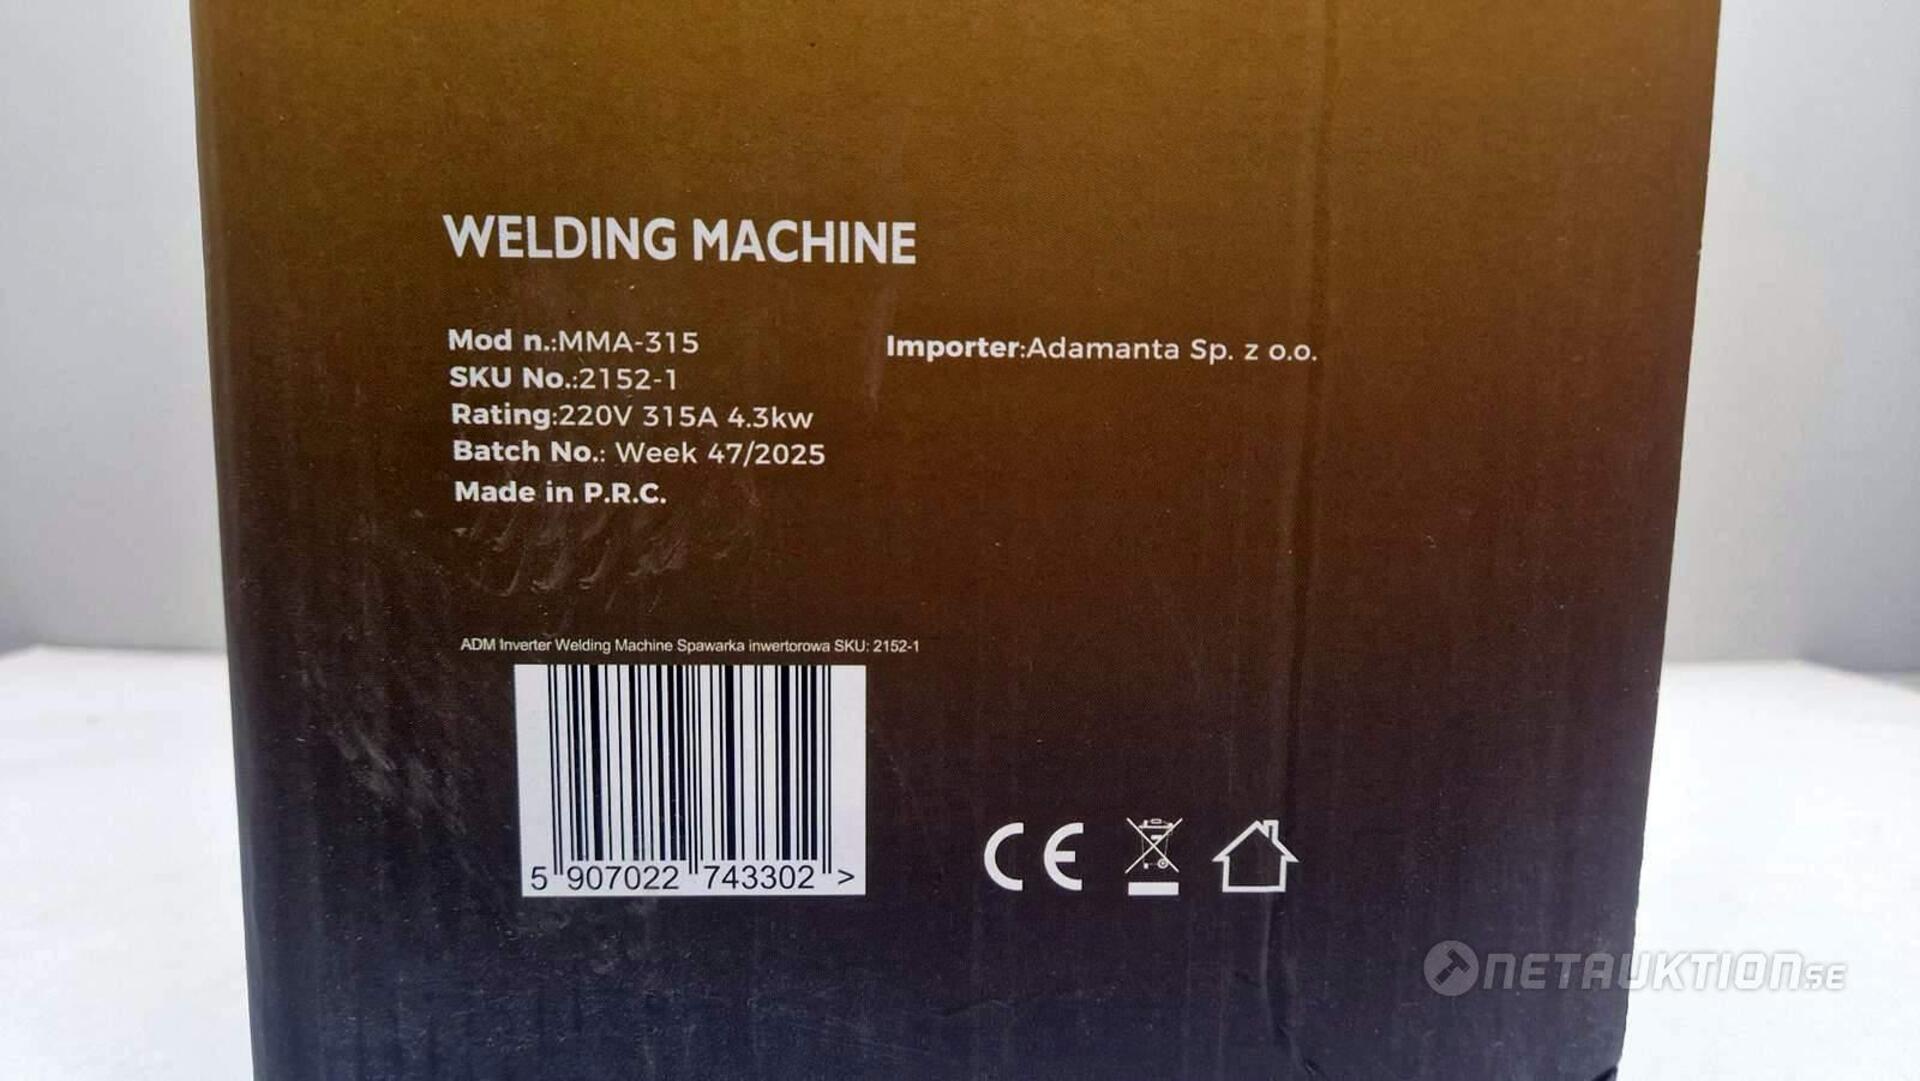 WELDING MACHINE
Mod n.:MMA-315
SKU No.:2152-1
Rating:220V 315A 4.3kw
Batch No.: Week 47/2025
Made in P.R.C.
Importer:Adamanta Sp. z o.o.
ADM Inverter Welding Machine Spawarka inwertorowa SKU: 2152-1
5 907022 743302 >
CE
NETAUKTION.SE